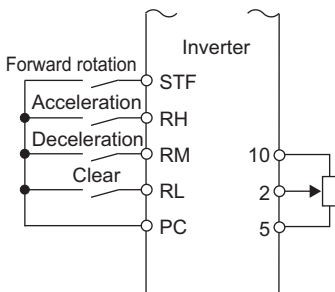 Inverter
Forward rotation
STF
Acceleration
RH
Deceleration
RM
10
Clear
RL
2
PC
5